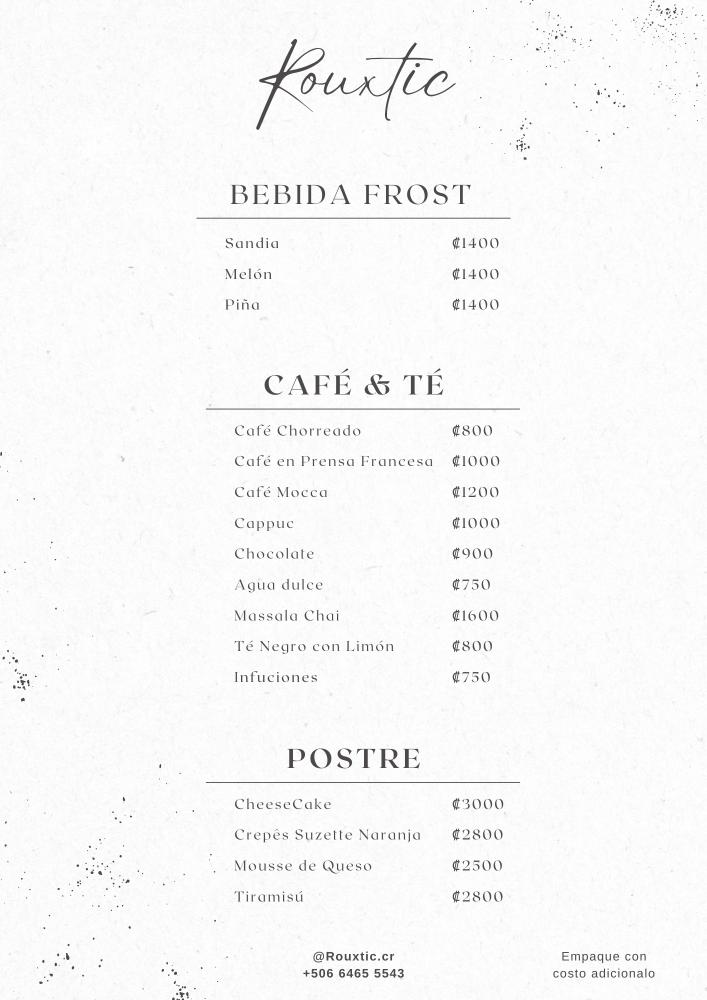 Rouxtic
BEBIDA FROST
Sandia ₡1400
Melón ₡1400
Piña ₡1400
CAFÉ & TÉ
Café Chorreado ₡800
Café en Prensa Francesa ₡1000
Café Mocca ₡1200
Cappuc ₡1000
Chocolate ₡900
Agua dulce ₡750
Massala Chai ₡1600
Té Negro con Limón ₡800
Infuciones ₡750
POSTRE
CheeseCake ₡3000
Crepês Suzette Naranja ₡2800
Mousse de Queso ₡2500
Tiramisú ₡2800
@Rouxtic.cr
+506 6465 5543
Empaque con
costo adicionalo